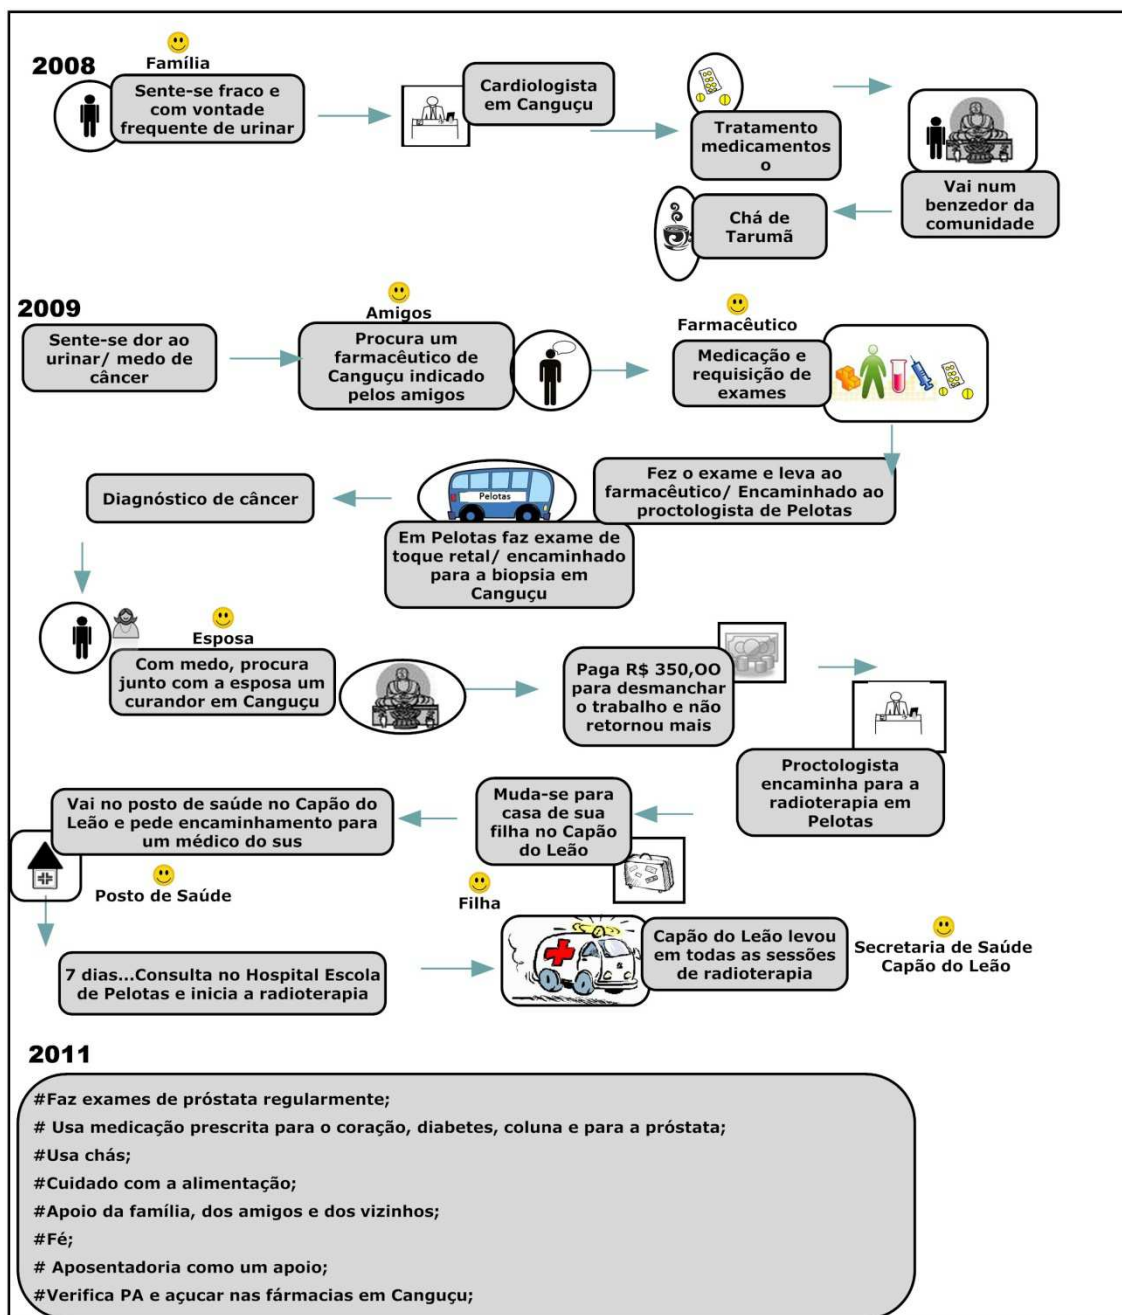 2008
Família
Sente-se fraco e
com vontade
frequente de urinar
Cardiologista
em Canguçu
Tratamento
medicamentos
o
Vai num
benzedor da
comunidade
Chá de
Tarumã
2009
Sente-se dor ao
urinar/ medo de
câncer
Amigos
Procura um
farmacêutico de
Canguçu indicado
pelos amigos
Farmacêutico
Medicação e
requisição de
exames
Fez o exame e leva ao
farmacêutico/ Encaminhado ao
proctologista de Pelotas
Pelotas
Em Pelotas faz exame de
toque retal/ encaminhado
para a biopsia em
Canguçu
Diagnóstico de câncer
Esposa
Com medo, procura
junto com a esposa um
curandor em Canguçu
Paga R$ 350,OO
para desmanchar
o trabalho e não
retornou mais
Proctologista
encaminha para a
radioterapia em
Pelotas
Muda-se para
casa de sua
filha no Capão
do Leão
Filha
Vai no posto de saúde no Capão do
Leão e pede encaminhamento para
um médico do sus
Posto de Saúde
7 dias...Consulta no Hospital Escola
de Pelotas e inicia a radioterapia
Capão do Leão levou
em todas as sessões
de radioterapia
Secretaria de Saúde
Capão do Leão
2011
#Faz exames de próstata regularmente;
# Usa medicação prescrita para o coração, diabetes, coluna e para a próstata;
#Usa chás;
#Cuidado com a alimentação;
#Apoio da família, dos amigos e dos vizinhos;
#Fé;
# Aposentadoria como um apoio;
#Verifica PA e açucar nas fármacias em Canguçu;